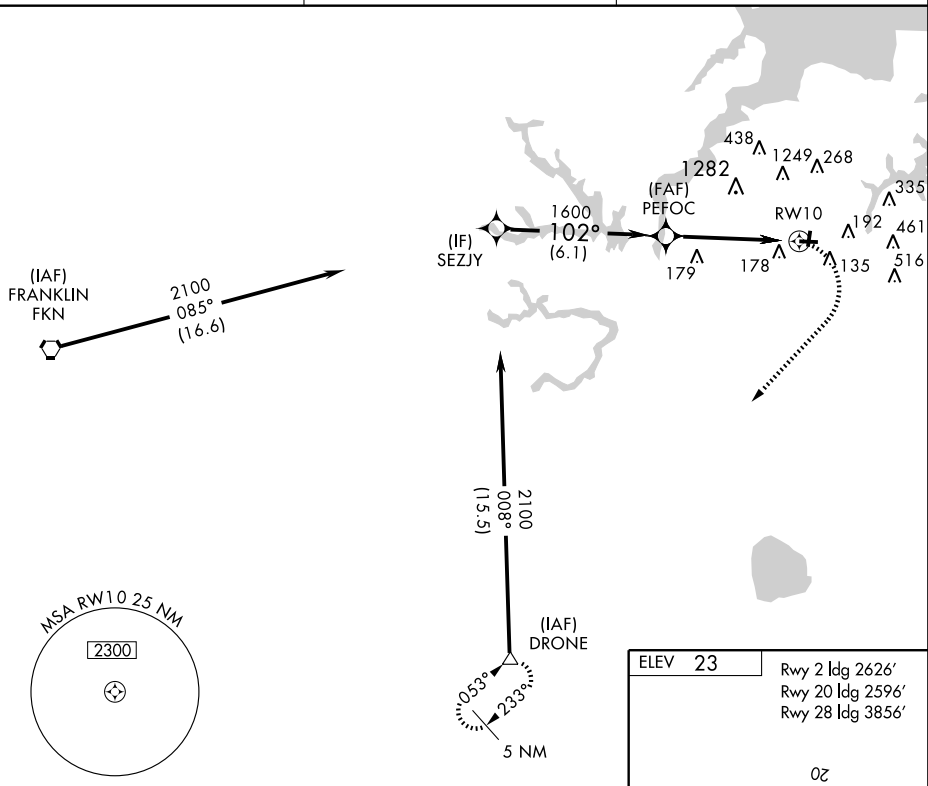 438
1249
268
1282
335
(FAF)
PEFOC
RW10
192
461
1600
102°
(6.1)
(IF)
SEZJY
179
178
135
516
(IAF)
FRANKLIN
FKN
2100
085°
(16.6)
2100
008°
(15.5)
MSA RW10 25 NM
2300
(IAF)
DRONE
053°
233°
5 NM
ELEV 23
Rwy 2 ldg 2626'
Rwy 20 ldg 2596'
Rwy 28 ldg 3856'
20